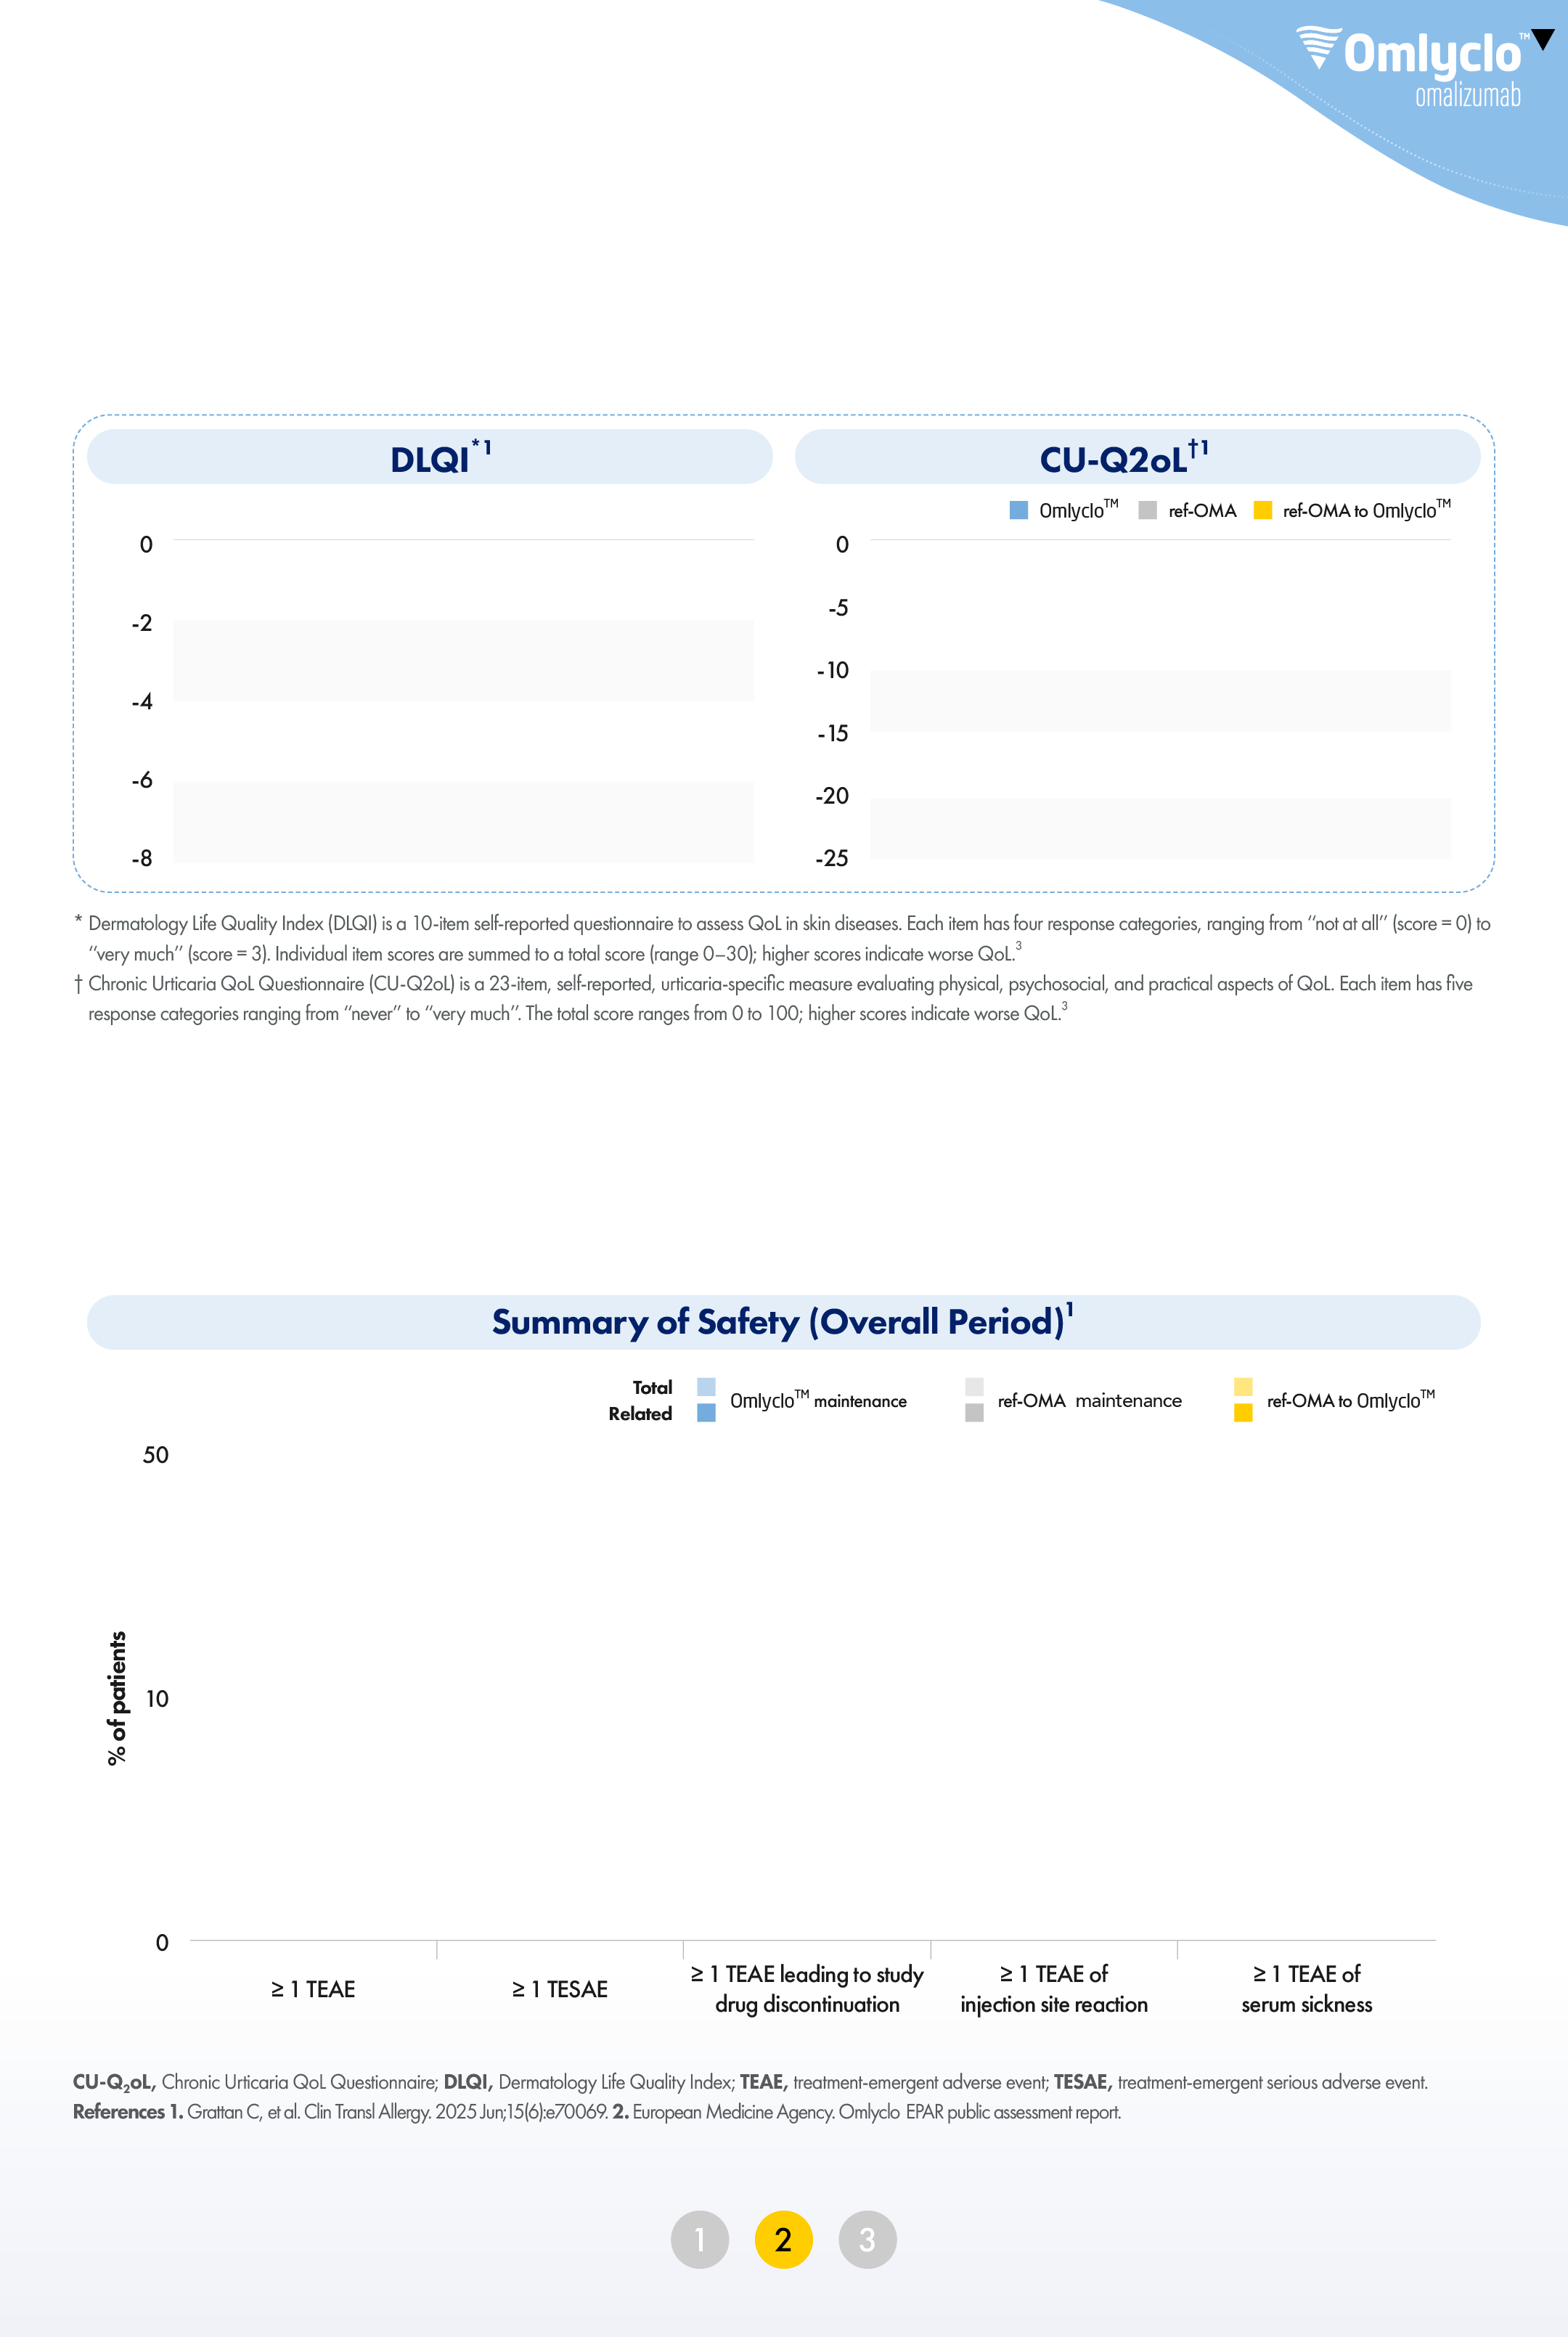 Omlyclo™▼
omalizumab
DLQI*1
CU-Q2oL†1
Omlyclo™ ref-OMA ref-OMA to Omlyclo™
0
-2
-4
-6
-8
0
-5
-10
-15
-20
-25
* Dermatology Life Quality Index (DLQI) is a 10-item self-reported questionnaire to assess QoL in skin diseases. Each item has four response categories, ranging from “not at all” (score = 0) to
“very much” (score = 3). Individual item scores are summed to a total score (range 0–30); higher scores indicate worse QoL.3
† Chronic Urticaria QoL Questionnaire (CU-Q2oL) is a 23-item, self-reported, urticaria-specific measure evaluating physical, psychosocial, and practical aspects of QoL. Each item has five
response categories ranging from “never” to “very much”. The total score ranges from 0 to 100; higher scores indicate worse QoL.3
Summary of Safety (Overall Period)1
Total
Related
Omlyclo™ maintenance ref-OMA maintenance ref-OMA to Omlyclo™
% of patients
50
10
0
≥ 1 TEAE
≥ 1 TESAE
≥ 1 TEAE leading to study
drug discontinuation
≥ 1 TEAE of
injection site reaction
≥ 1 TEAE of
serum sickness
CU-Q2oL, Chronic Urticaria QoL Questionnaire; DLQI, Dermatology Life Quality Index; TEAE, treatment-emergent adverse event; TESAE, treatment-emergent serious adverse event.
References 1. Grattan C, et al. Clin Transl Allergy. 2025 Jun;15(6):e70069. 2. European Medicine Agency. Omlyclo EPAR public assessment report.
1 2 3